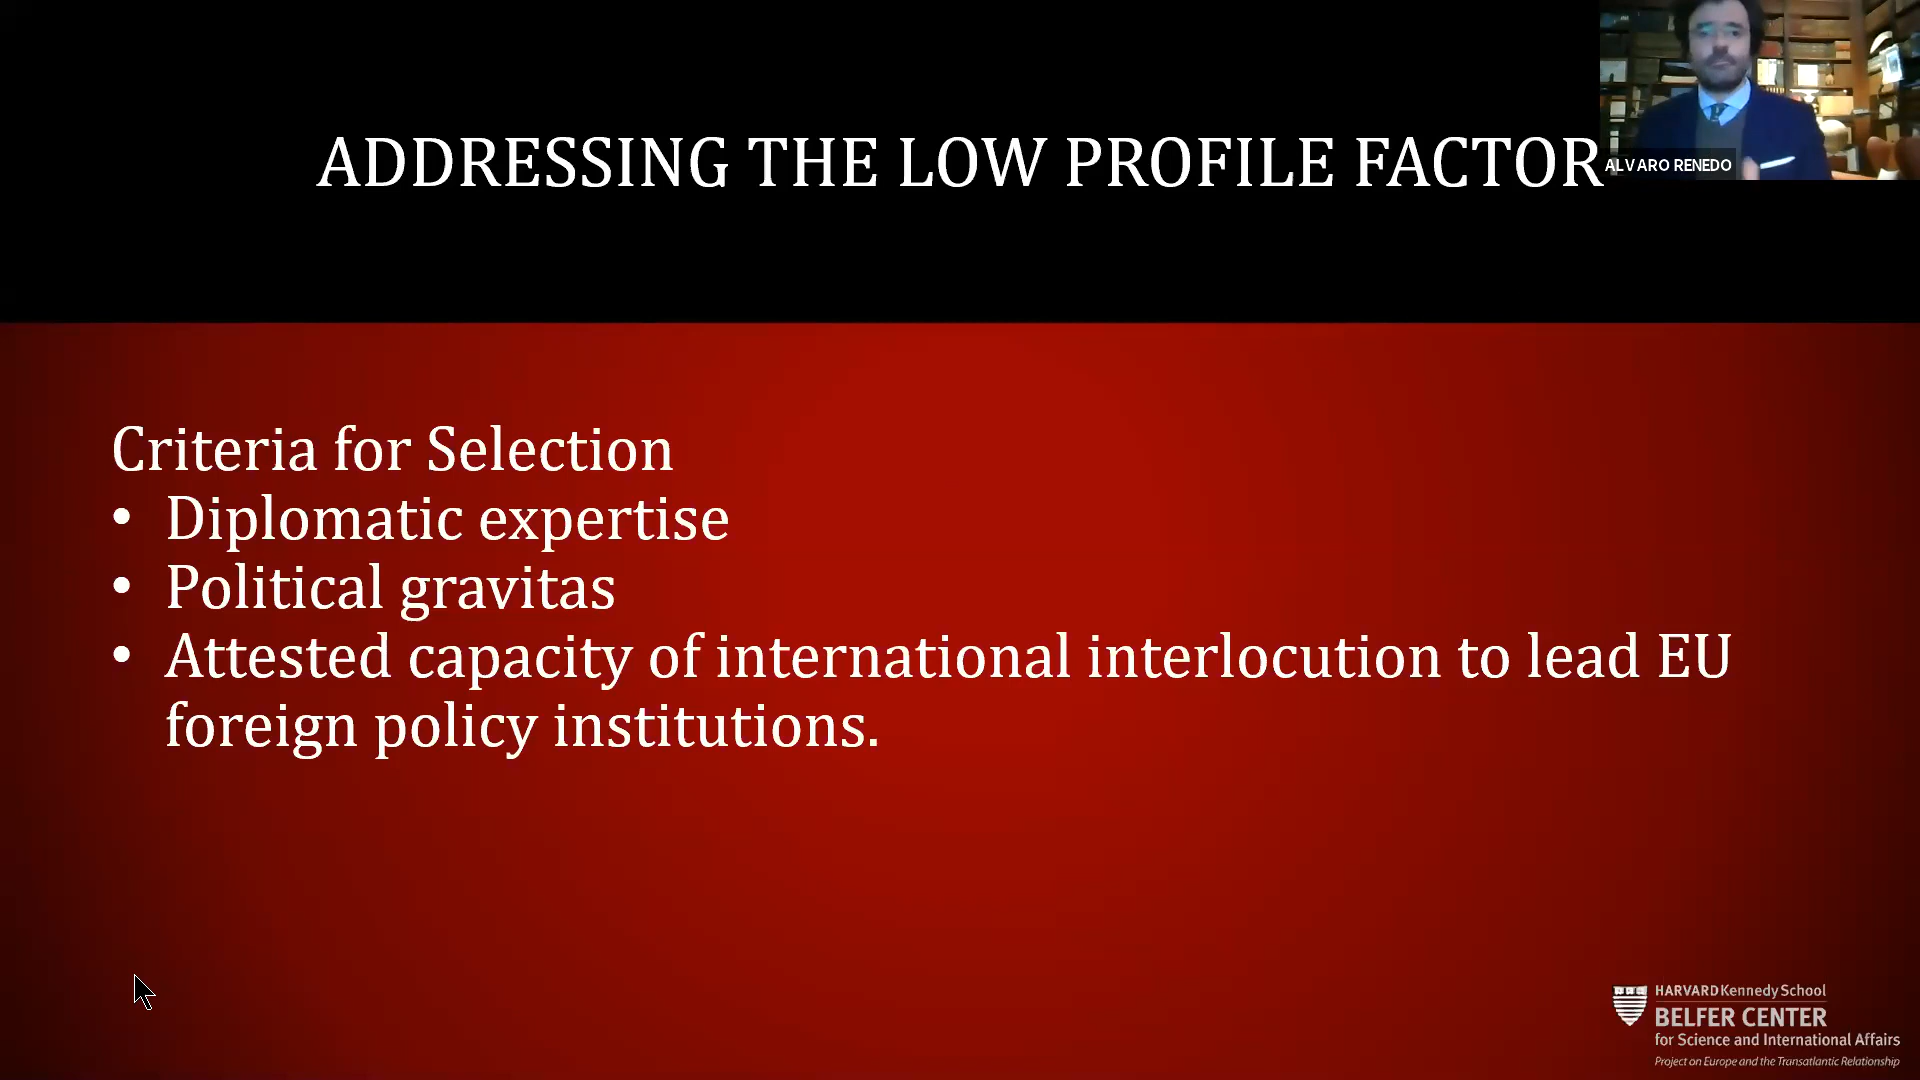 ADDRESSING THE LOW PROFILE FACTOR
ALVARO RENEDO
Criteria for Selection
• Diplomatic expertise
• Political gravitas
• Attested capacity of international interlocution to lead EU
foreign policy institutions.
HARVARD Kennedy School
BELFER CENTER
for Science and International Affairs
Project on Europe and the Transatlantic Relationship